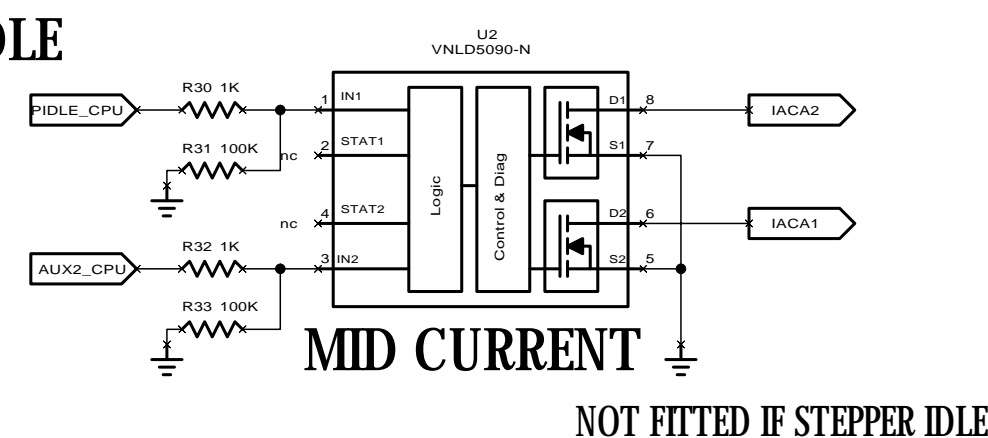 DLE
U2
VNLD5090-N
PIDLE_CPU
R30 1K
1 IN1
D1 8
IACA2
R31 100K
nc 2 STAT1
S1 7
Logic
Control & Diag
nc 4 STAT2
D2 6
IACA1
AUX2_CPU
R32 1K
3 IN2
S2 5
R33 100K
MID CURRENT
NOT FITTED IF STEPPER IDLE